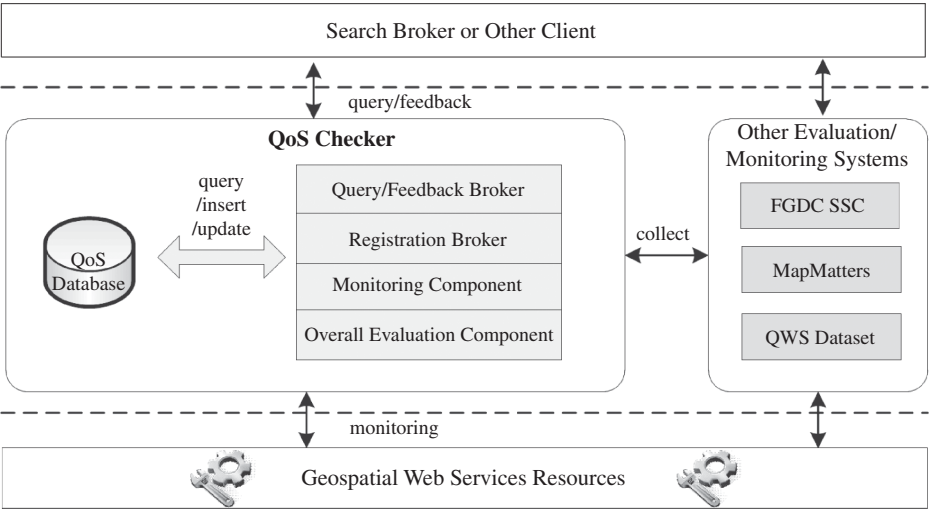 Search Broker or Other Client
query/feedback
QoS Checker
query
/insert
/update
QoS
Database
Query/Feedback Broker
Registration Broker
Monitoring Component
Overall Evaluation Component
collect
Other Evaluation/
Monitoring Systems
FGDC SSC
MapMatters
QWS Dataset
monitoring
Geospatial Web Services Resources